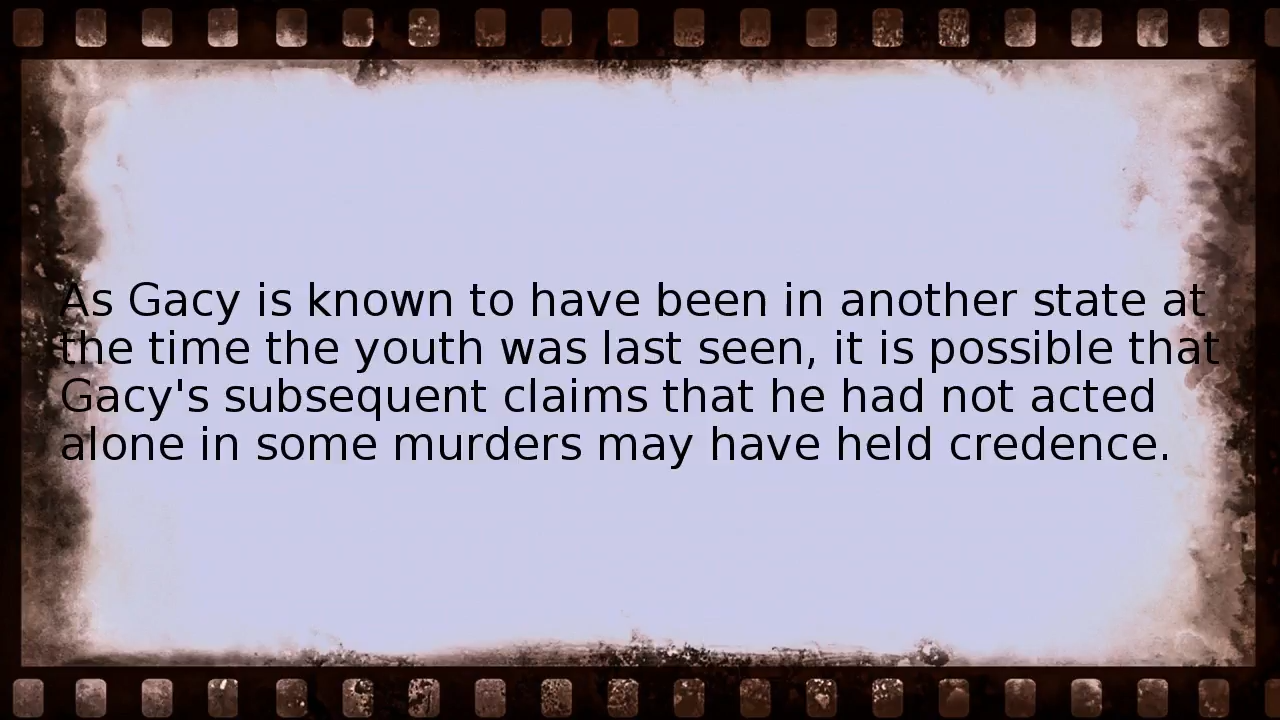 As Gacy is known to have been in another state at
the time the youth was last seen, it is possible that
Gacy's subsequent claims that he had not acted
alone in some murders may have held credence.